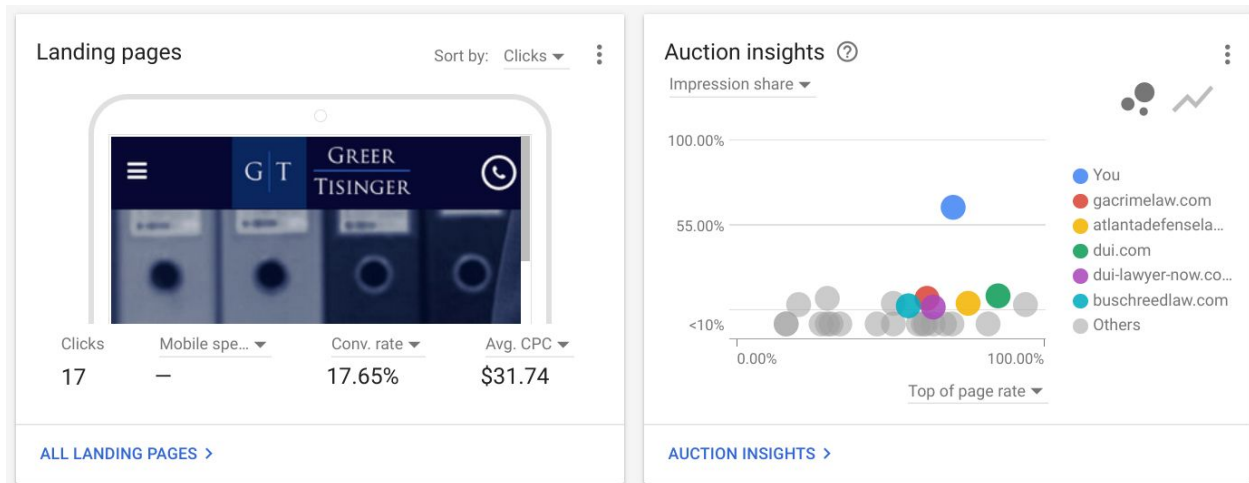 Landing pages
Sort by: Clicks
G T
GREER
TISINGER
Clicks
Mobile spe...
Conv. rate
Avg. CPC
17
—
17.65%
$31.74
ALL LANDING PAGES
Auction insights ?
Impression share
100.00%
55.00%
<10%
0.00%
100.00%
Top of page rate
You
gacrimelaw.com
atlantadefensela...
dui.com
dui-lawyer-now.co...
buschreedlaw.com
Others
AUCTION INSIGHTS